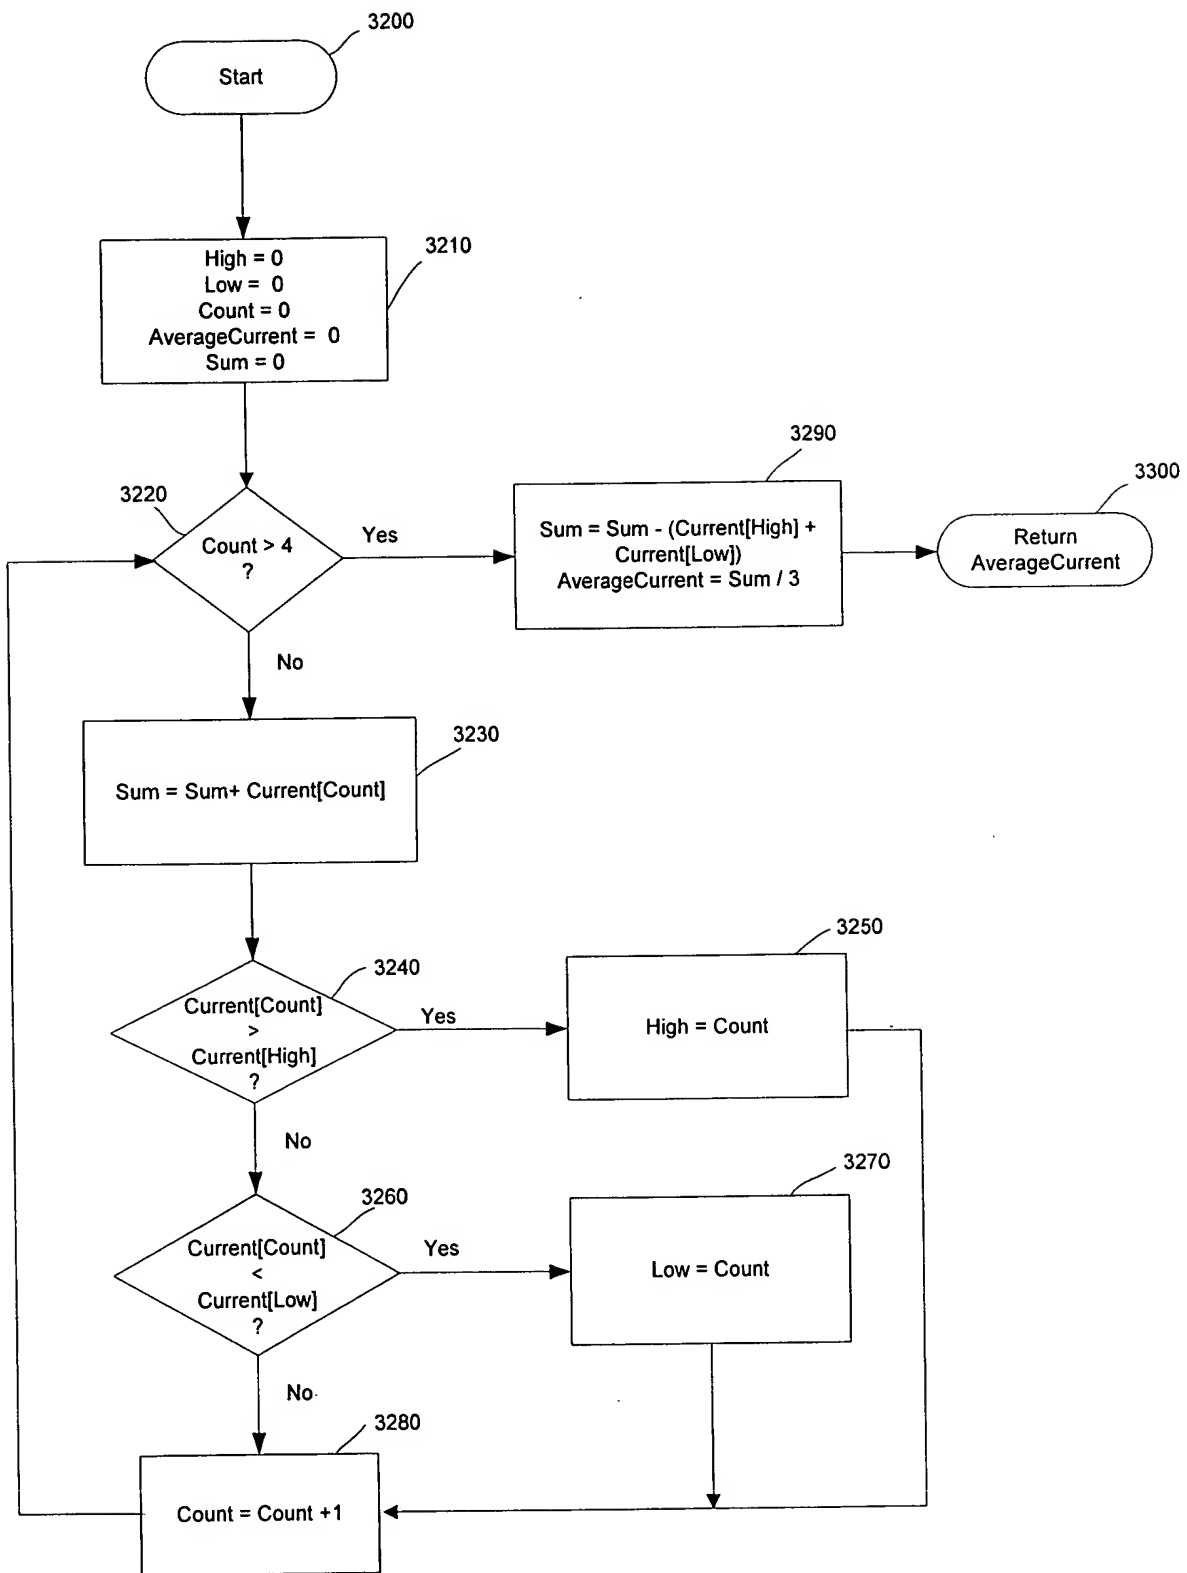 3200
Start
3210
High = 0
Low = 0
Count = 0
AverageCurrent = 0
Sum = 0
3220
Count > 4
?
Yes
No
3290
Sum = Sum - (Current[High] +
Current[Low])
AverageCurrent = Sum / 3
3300
Return
AverageCurrent
3230
Sum = Sum+ Current[Count]
3240
Current[Count]
>
Current[High]
?
Yes
No
3250
High = Count
3260
Current[Count]
<
Current[Low]
?
Yes
No
3270
Low = Count
3280
Count = Count +1